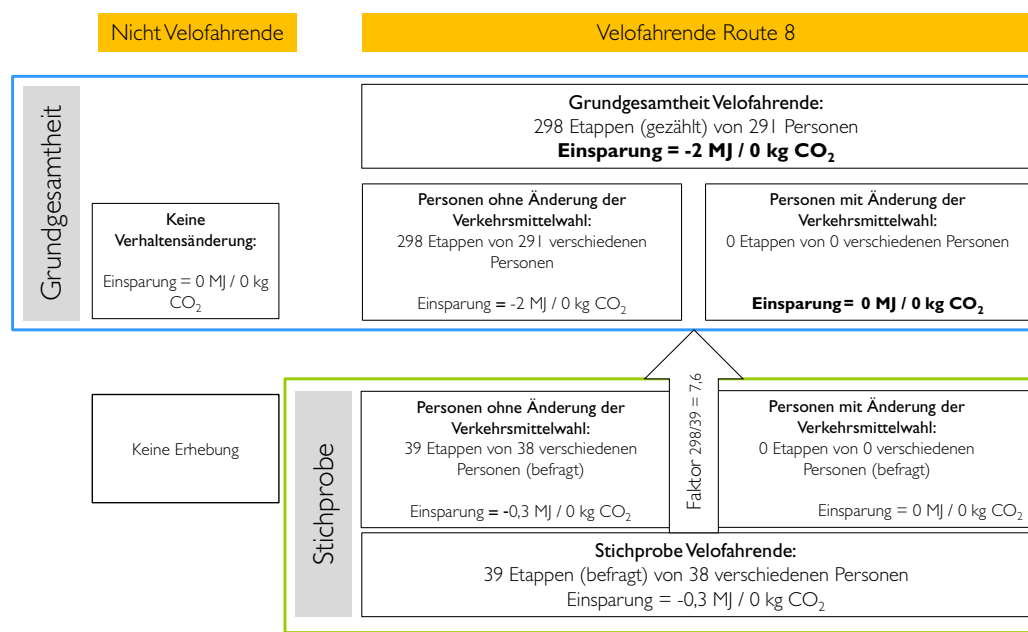 Nicht Velofahrende
Velofahrende Route 8
Grundgesamtheit
Grundgesamtheit Velofahrende:
298 Etappen (gezählt) von 291 Personen
Einsparung = -2 MJ / 0 kg CO₂
Keine
Verhaltensänderung:
Einsparung = 0 MJ / 0 kg
CO₂
Personen ohne Änderung der
Verkehrsmittelwahl:
298 Etappen von 291 verschiedenen
Personen
Einsparung = -2 MJ / 0 kg CO₂
Personen mit Änderung der
Verkehrsmittelwahl:
0 Etappen von 0 verschiedenen Personen
Einsparung = 0 MJ / 0 kg CO₂
Keine Erhebung
Stichprobe
Personen ohne Änderung der
Verkehrsmittelwahl:
39 Etappen von 38 verschiedenen
Personen (befragt)
Einsparung = -0,3 MJ / 0 kg CO₂
Faktor 298/39 = 7,6
Personen mit Änderung der
Verkehrsmittelwahl:
0 Etappen von 0 verschiedenen
Personen (befragt)
Einsparung = 0 MJ / 0 kg CO₂
Stichprobe Velofahrende:
39 Etappen (befragt) von 38 verschiedenen Personen
Einsparung = -0,3 MJ / 0 kg CO₂